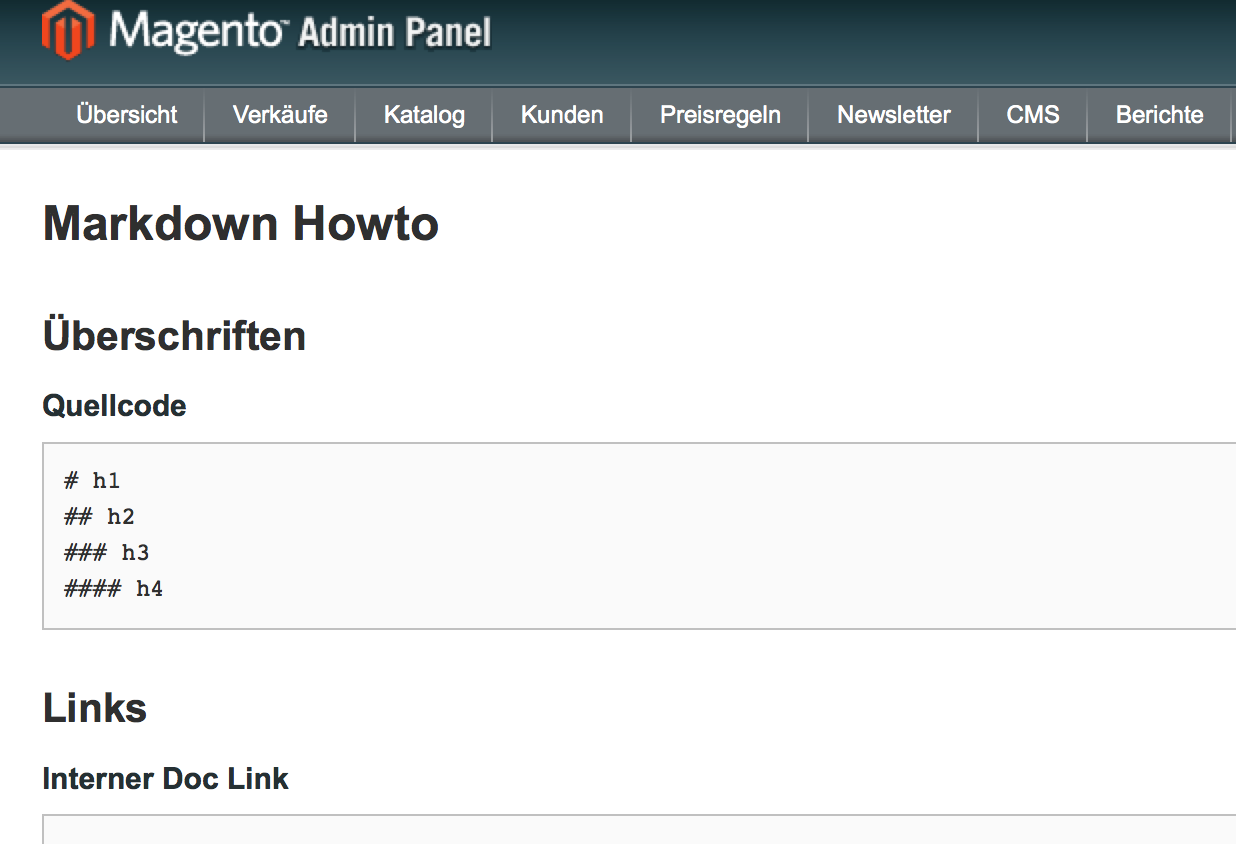 Magento™ Admin Panel
Übersicht Verkäufe Katalog Kunden Preisregeln Newsletter CMS Berichte
Markdown Howto
Überschriften
Quellcode
# h1
## h2
### h3
#### h4
Links
Interner Doc Link